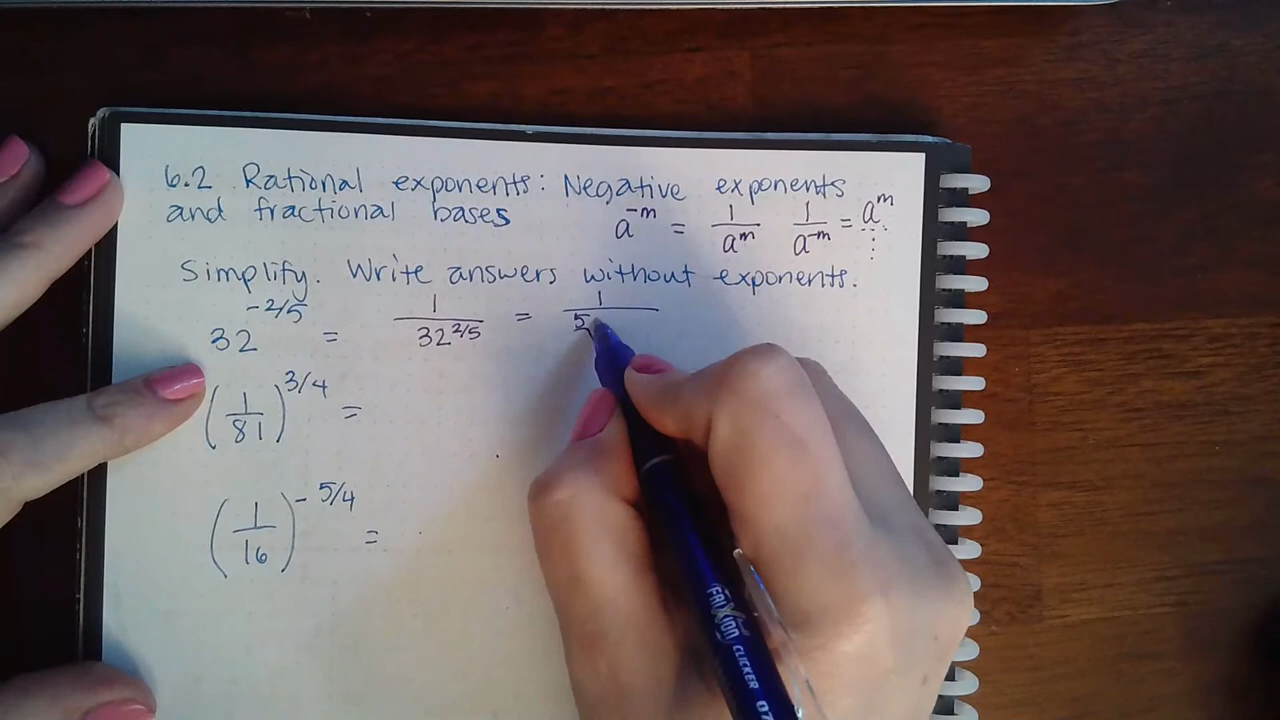 6.2 Rational exponents: Negative exponents
and fractional bases
a^-m = 1/a^m 1/a^-m = a^m
Simplify. Write answers without exponents.
32^-2/5 = 1/32^2/5 = 1/5√
(1/81)^3/4 =
(1/16)^-5/4 =
FRIXION CLICKER 07